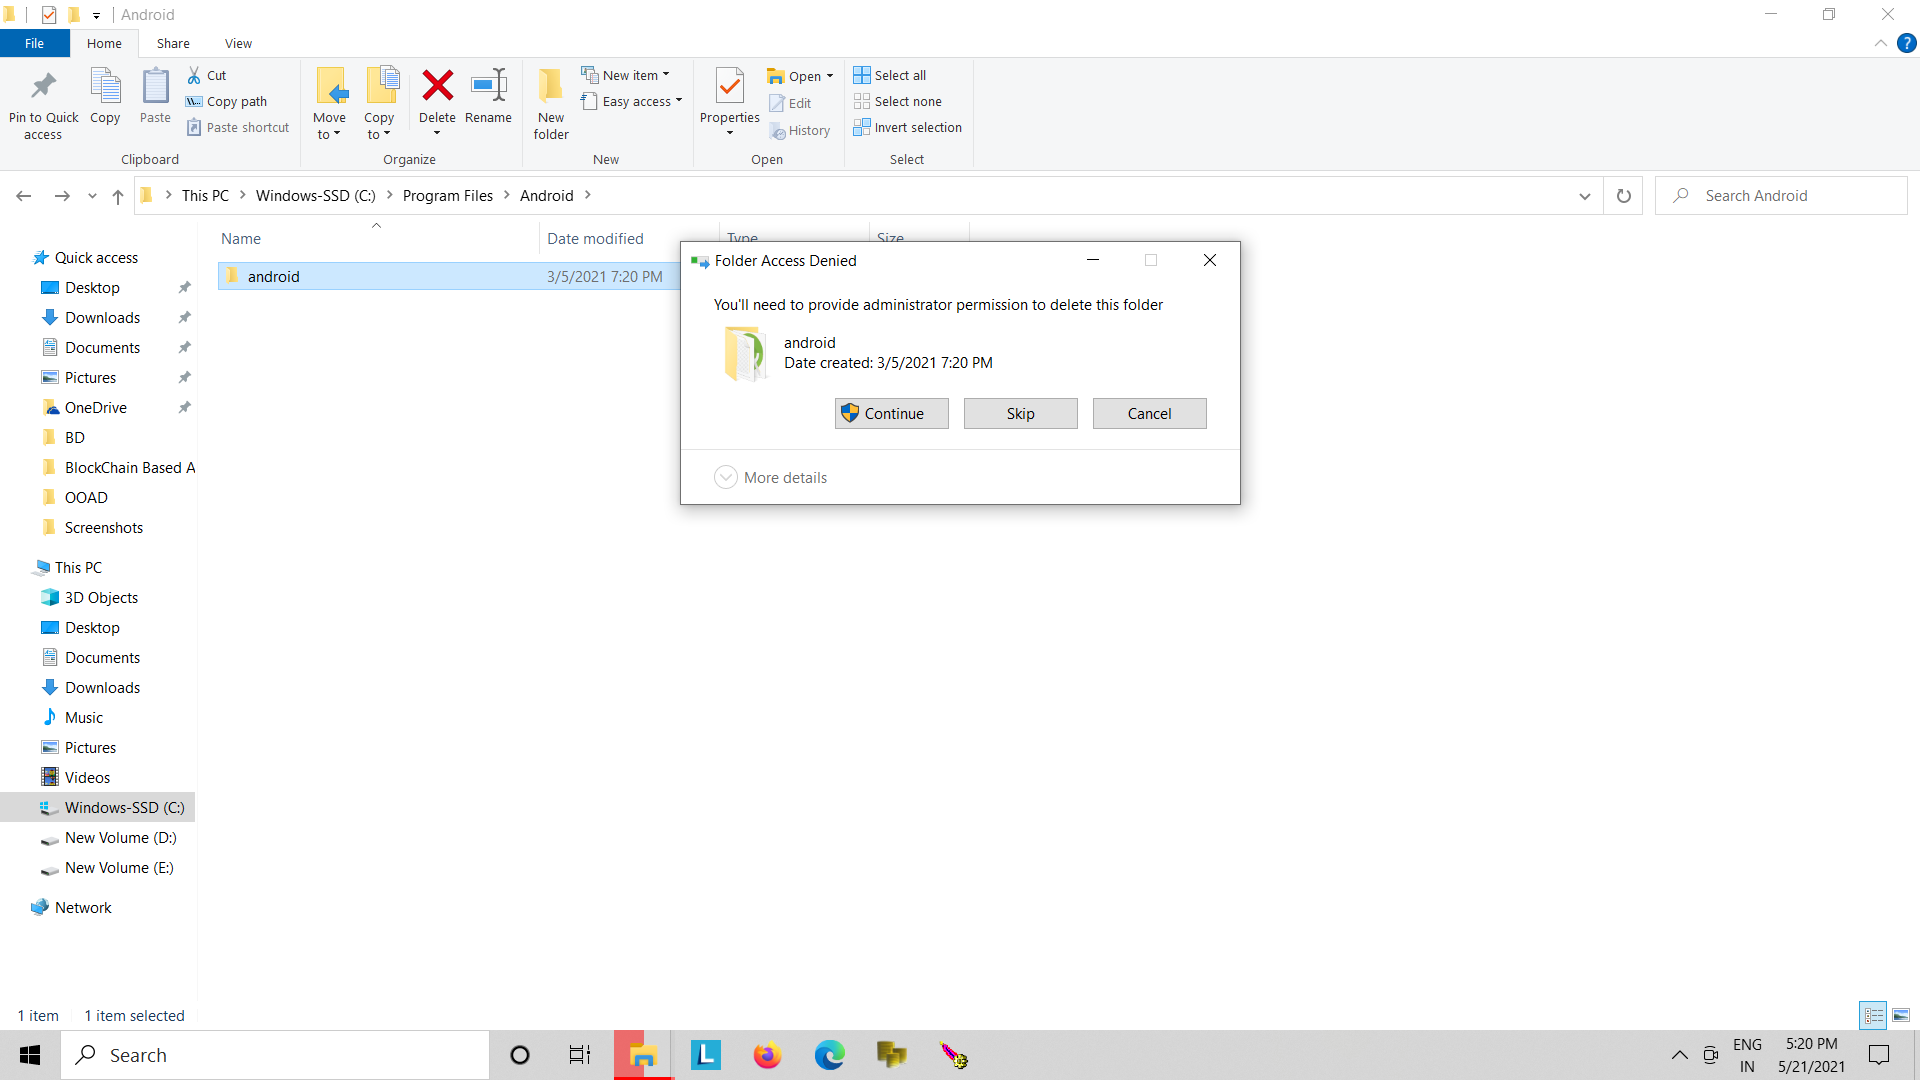 Android
File
Home
Share
View
Pin to Quick access
Copy
Paste
Cut
Copy path
Paste shortcut
Clipboard
Move to
Copy to
Delete
Rename
Organize
New folder
New item
Easy access
New
Properties
Open
Edit
History
Open
Select all
Select none
Invert selection
Select
This PC > Windows-SSD (C:) > Program Files > Android >
Search Android
Name
Date modified
Type
Size
android
3/5/2021 7:20 PM
Folder Access Denied
You'll need to provide administrator permission to delete this folder
android
Date created: 3/5/2021 7:20 PM
Continue
Skip
Cancel
More details
Quick access
Desktop
Downloads
Documents
Pictures
OneDrive
BD
BlockChain Based A
OOAD
Screenshots
This PC
3D Objects
Desktop
Documents
Downloads
Music
Pictures
Videos
Windows-SSD (C:)
New Volume (D:)
New Volume (E:)
Network
1 item
1 item selected
Search
L
ENG
IN
5:20 PM
5/21/2021